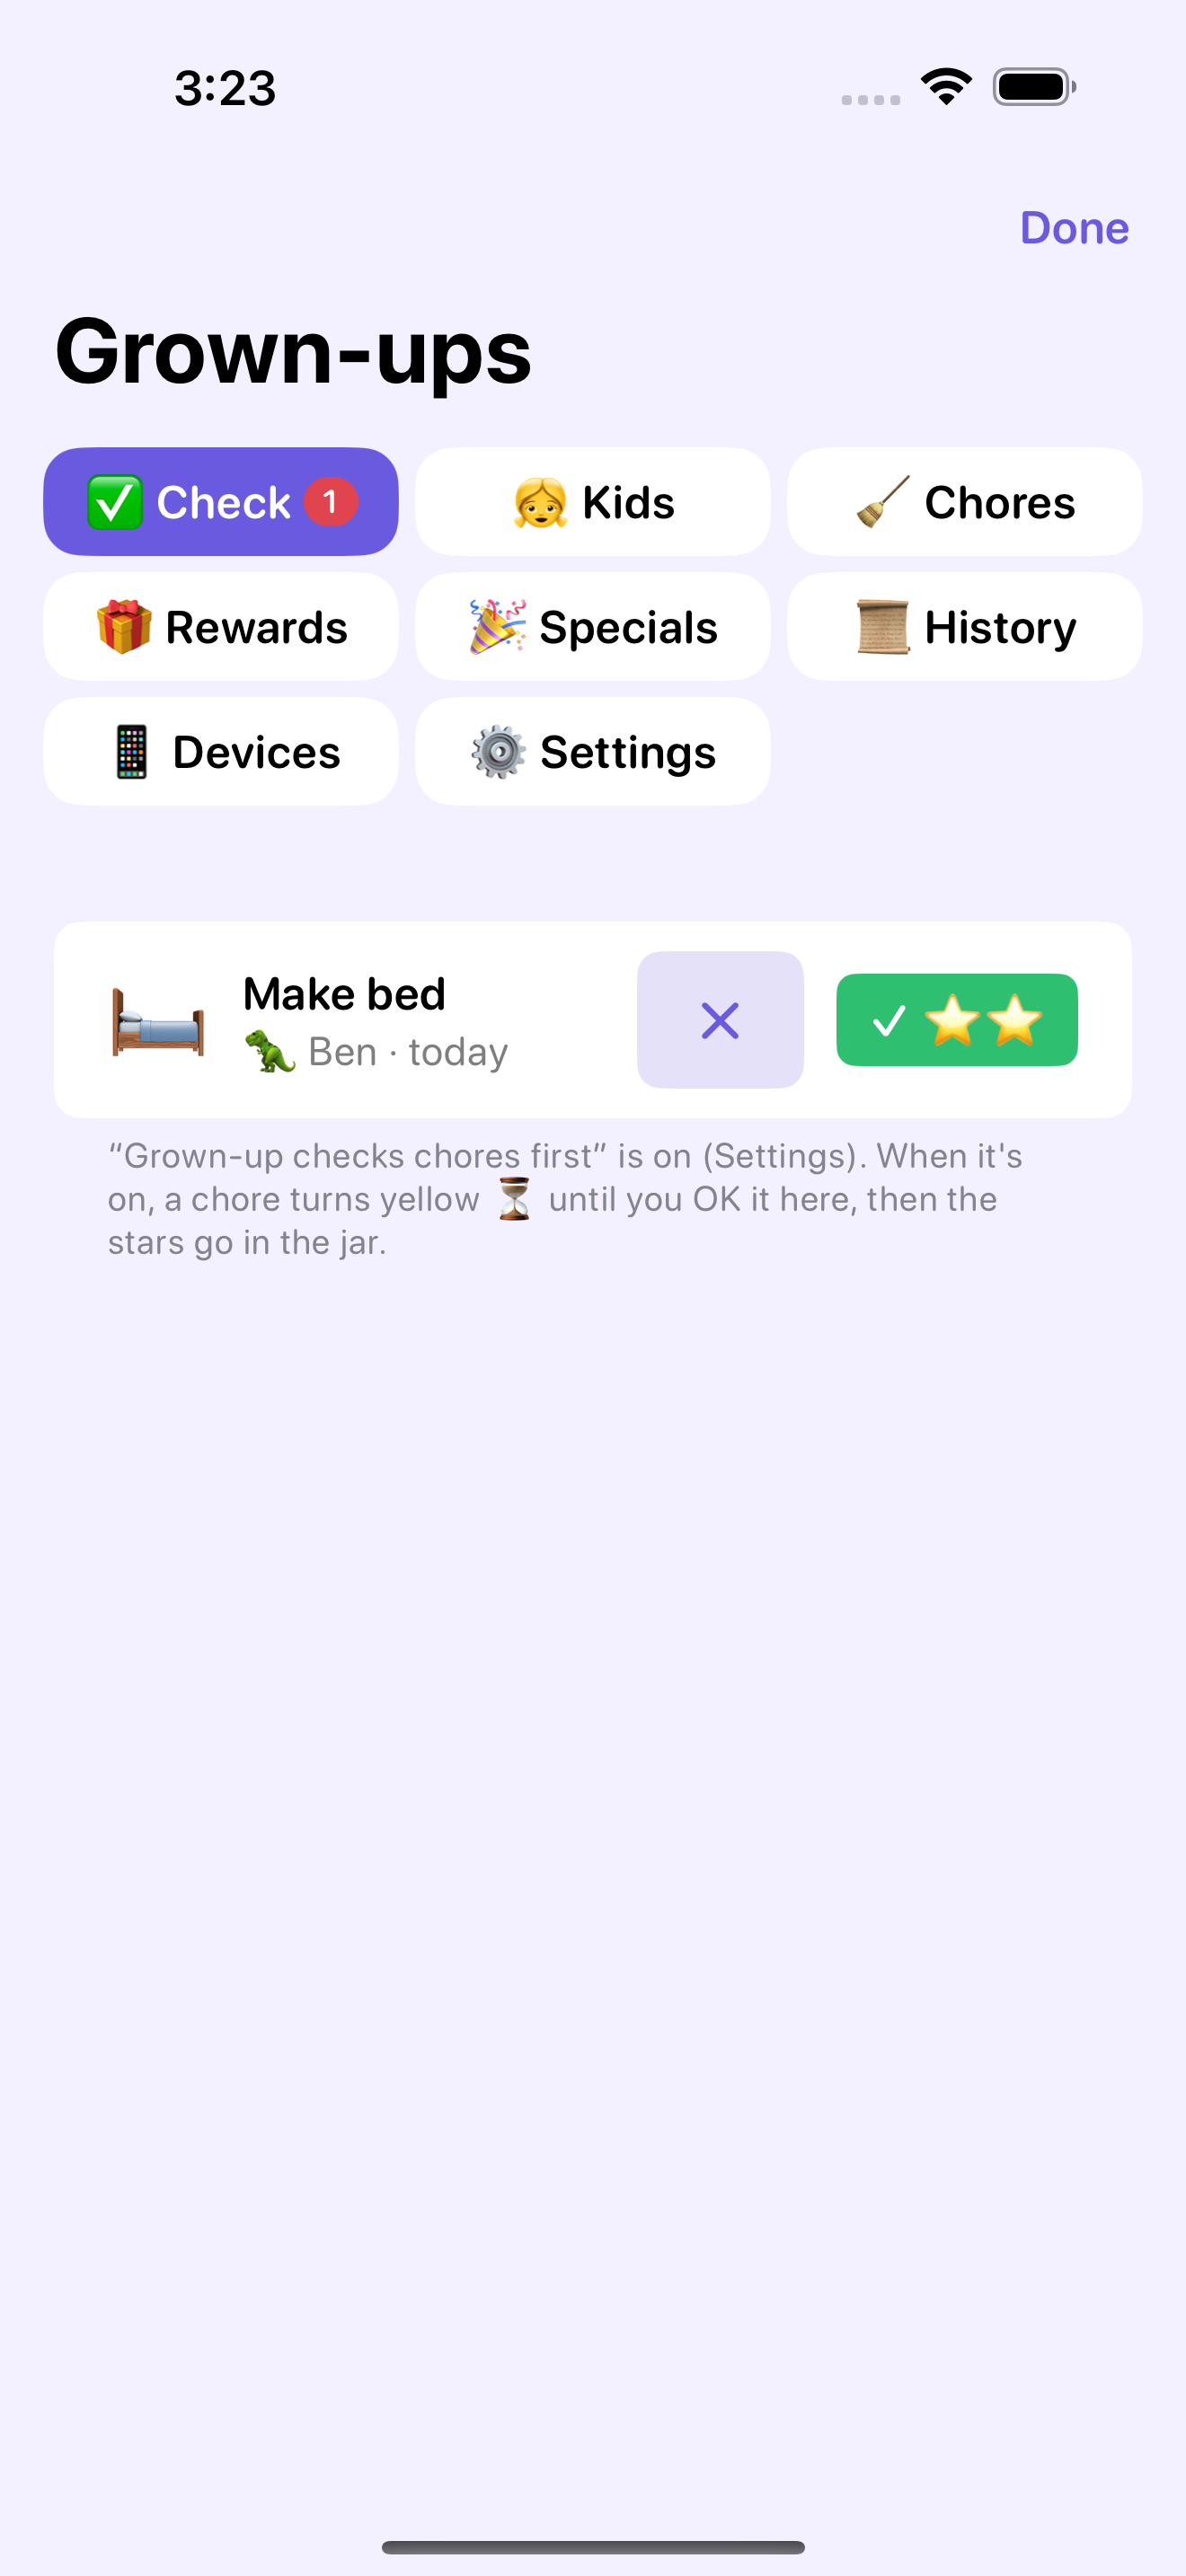 3:23
Done
Grown-ups
✅ Check 1
👧 Kids
🧹 Chores
🎁 Rewards
🎉 Specials
📜 History
📱 Devices
⚙️ Settings
Make bed
🦖 Ben · today
✓ ⭐⭐
“Grown-up checks chores first” is on (Settings). When it's
on, a chore turns yellow ⏳ until you OK it here, then the
stars go in the jar.